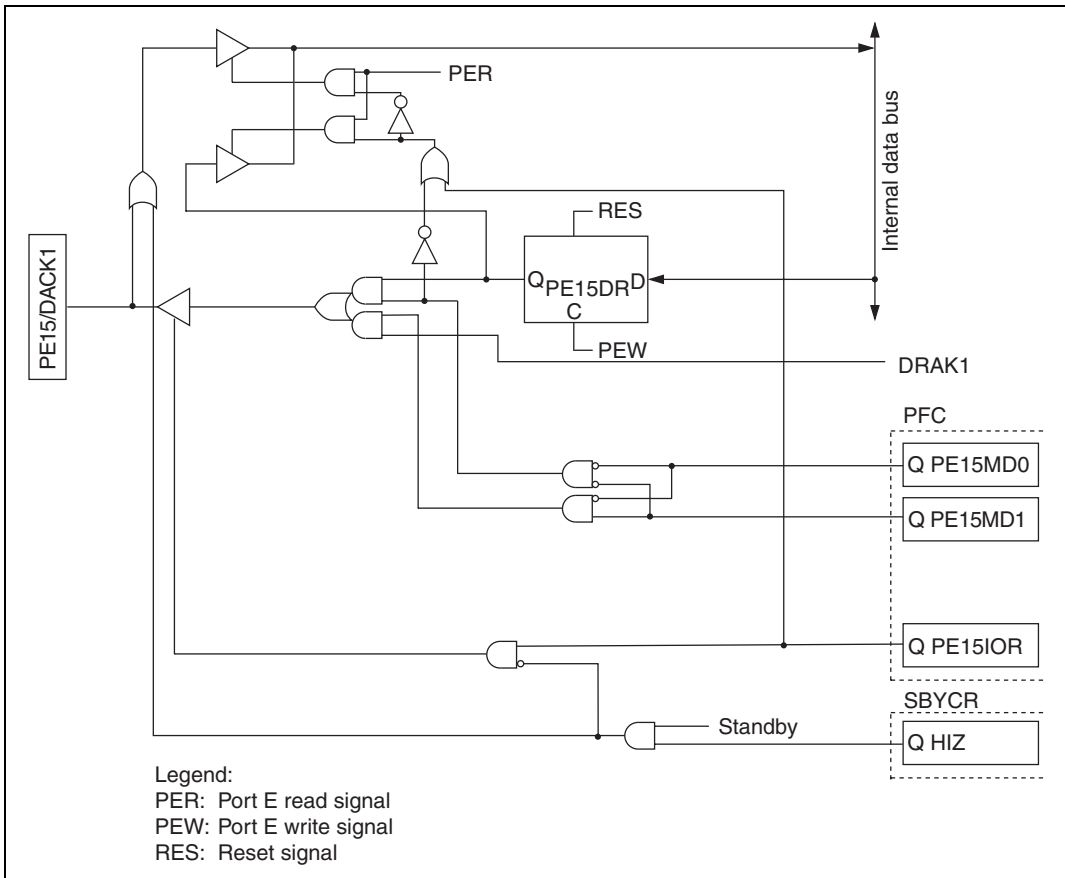 PER
Internal data bus
RES
Q PE15DR D
C
PEW
PE15/DACK1
DRAK1
PFC
Q PE15MD0
Q PE15MD1
Q PE15IOR
SBYCR
Standby
Q HIZ
Legend:
PER: Port E read signal
PEW: Port E write signal
RES: Reset signal